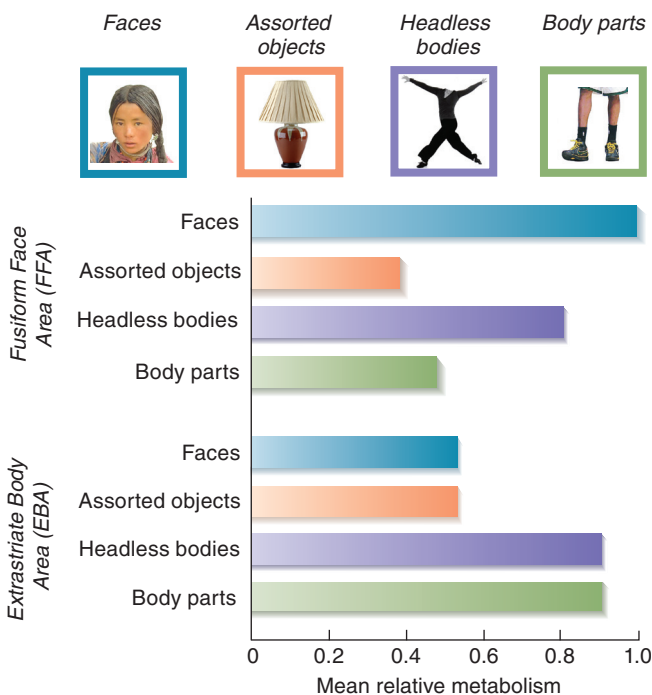 Faces
Assorted
objects
Headless
bodies
Body parts
Fusiform Face
Area (FFA)
Faces
Assorted objects
Headless bodies
Body parts
Extrastriate Body
Area (EBA)
Faces
Assorted objects
Headless bodies
Body parts
0 0.2 0.4 0.6 0.8 1.0
Mean relative metabolism